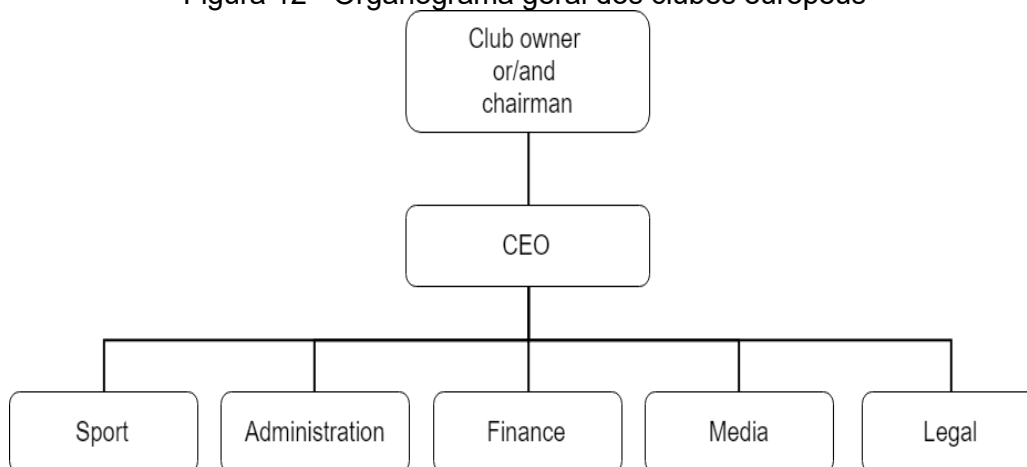 Figura 12 - Organograma geral dos clubes europeus
Club owner
or/and
chairman
CEO
Sport
Administration
Finance
Media
Legal